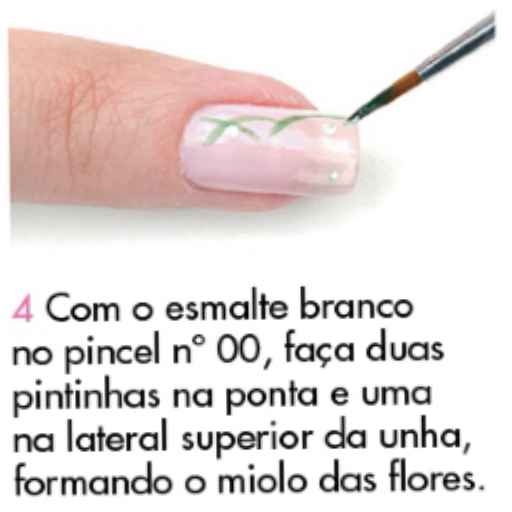 4 Com o esmalte branco
no pincel nº 00, faça duas
pintinhas na ponta e uma
na lateral superior da unha,
formando o miolo das flores.